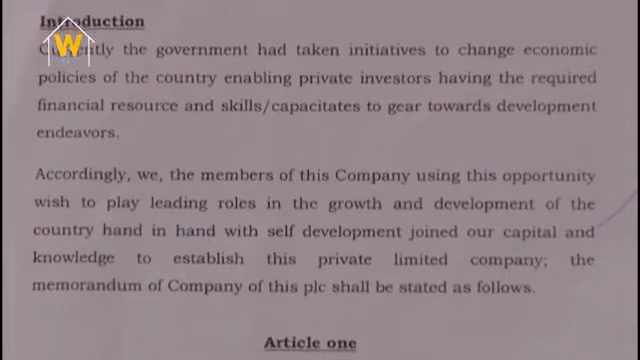 Introduction
W
Currently the government had taken initiatives to change economic
policies of the country enabling private investors having the required
financial resource and skills/capacitates to gear towards development
endeavors.
Accordingly, we, the members of this Company using this opportunity
wish to play leading roles in the growth and development of the
country hand in hand with self development joined our capital and
knowledge to establish this private limited company; the
memorandum of Company of this plc shall be stated as follows.
Article one